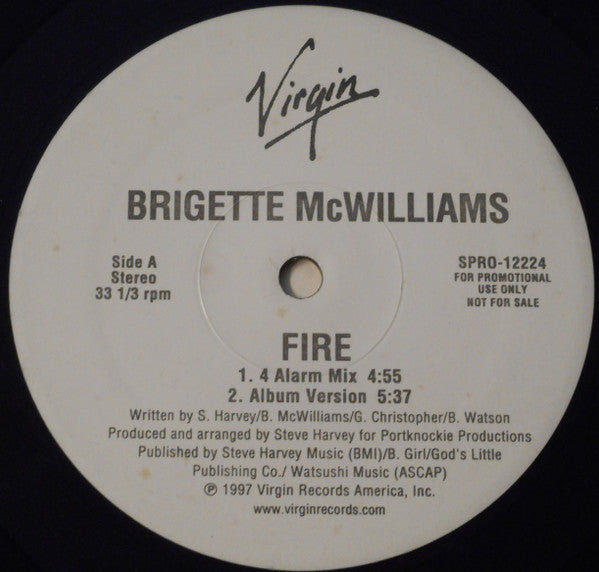 Virgin
BRIGETTE McWILLIAMS
Side A
Stereo
33 1/3 rpm
SPRO-12224
FOR PROMOTIONAL
USE ONLY
NOT FOR SALE
FIRE
1. 4 Alarm Mix 4:55
2. Album Version 5:37
Written by S. Harvey/B. McWilliams/G. Christopher/B. Watson
Produced and arranged by Steve Harvey for Portknockie Productions
Published by Steve Harvey Music (BMI)/B. Girl/God's Little
Publishing Co./ Watsushi Music (ASCAP)
℗ 1997 Virgin Records America, Inc.
www.virginrecords.com